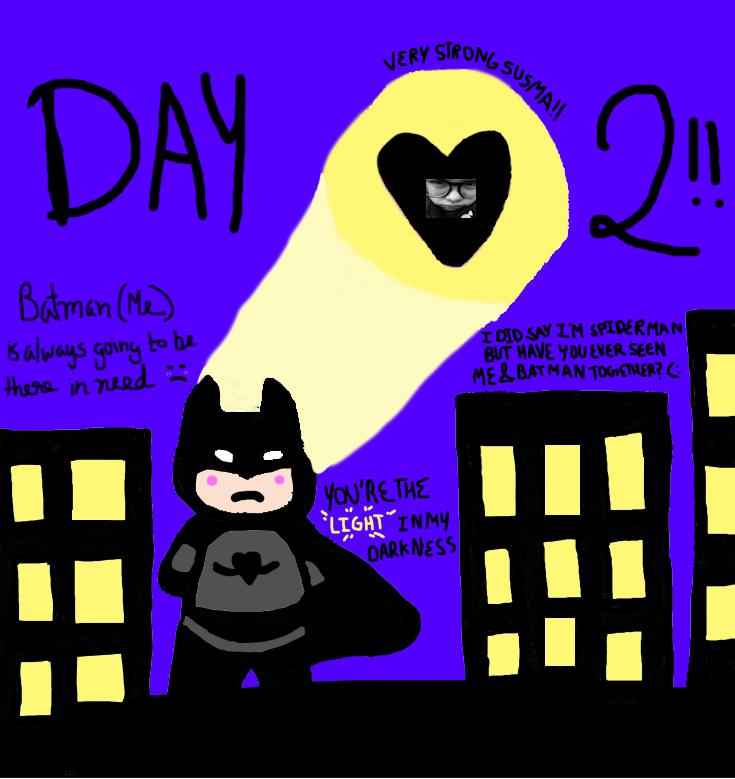 VERY STRONG SUSMA!!
DAY 2!!
Batman (Me)
is always going to be
there in need
I DID SAY I'M SPIDERMAN
BUT HAVE YOU EVER SEEN
ME & BATMAN TOGETHER? C:
YOU'RE THE
"LIGHT" IN MY
DARKNESS